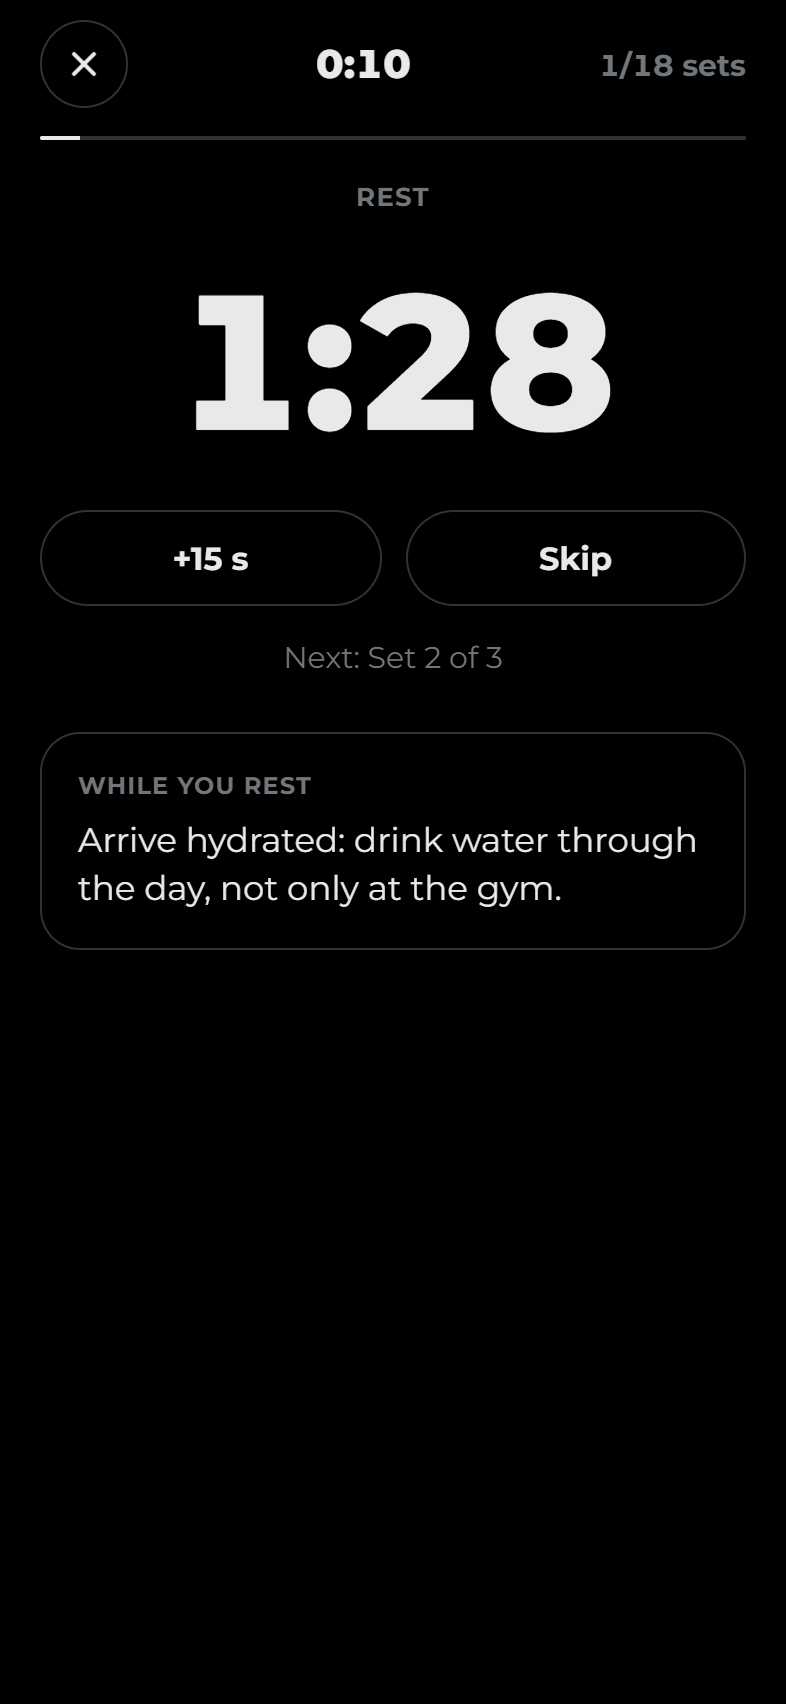 0:10
1/18 sets
REST
1:28
+15 s
Skip
Next: Set 2 of 3
WHILE YOU REST
Arrive hydrated: drink water through
the day, not only at the gym.